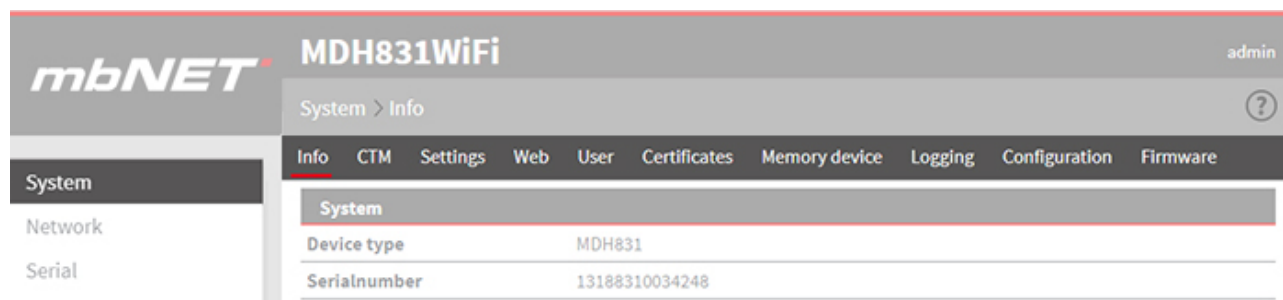 mbNET
MDH831WiFi
admin
System > Info
?
Info CTM Settings Web User Certificates Memory device Logging Configuration Firmware
System
Network
Serial
System
Device type MDH831
Serialnumber 13188310034248